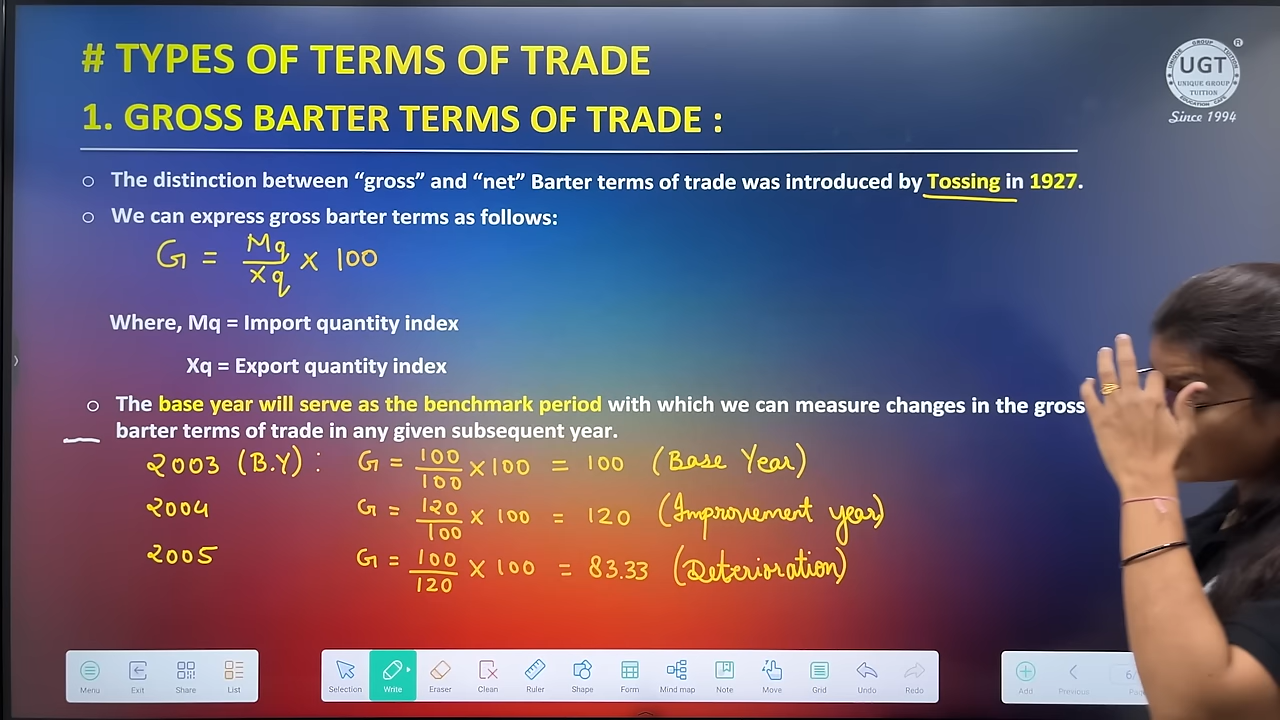 # TYPES OF TERMS OF TRADE
1. GROSS BARTER TERMS OF TRADE :
UNIQUE GROUP TUITION
UGT
UNIQUE GROUP
TUITION
EDUCATION CAFE
®
Since 1994
○ The distinction between “gross” and “net” Barter terms of trade was introduced by Tossing in 1927.
○ We can express gross barter terms as follows:
G = Mq/Xq × 100
Where, Mq = Import quantity index
Xq = Export quantity index
○ The base year will serve as the benchmark period with which we can measure changes in the gross
barter terms of trade in any given subsequent year.
2003 (B.Y) : G = 100/100 × 100 = 100 (Base Year)
2004 G = 120/100 × 100 = 120 (Improvement year)
2005 G = 100/120 × 100 = 83.33 (Deterioration)
Menu Exit Share List Selection Write Eraser Clean Ruler Shape Form Mind map Note Move Grid Undo Redo Add Previous